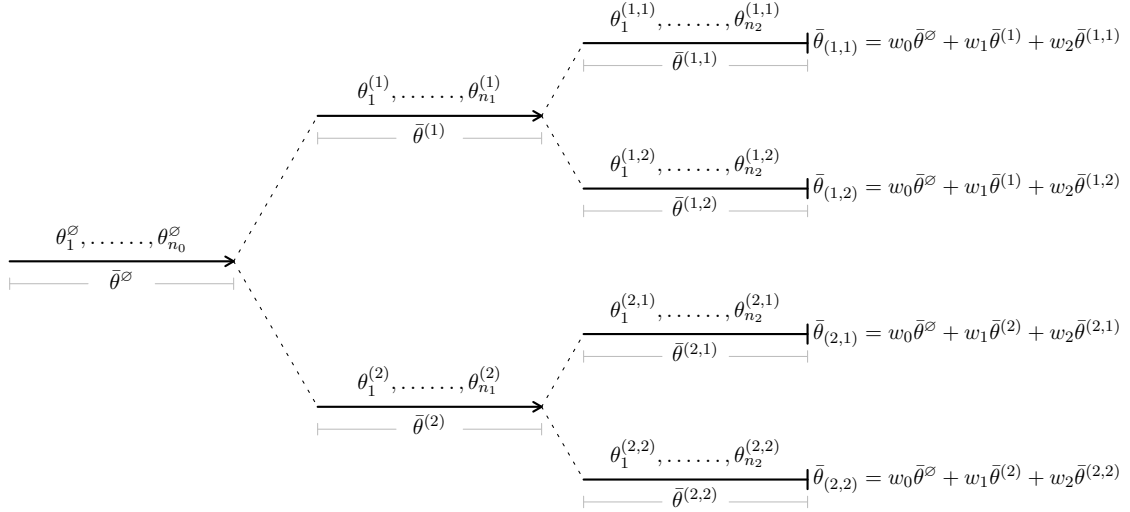 θ_1^{(1,1)}, . . . . . . , θ_{n_2}^{(1,1)}
θ̄^{(1,1)}
θ̄_{(1,1)} = w_0θ̄^∅ + w_1θ̄^{(1)} + w_2θ̄^{(1,1)}
θ_1^{(1)}, . . . . . . , θ_{n_1}^{(1)}
θ̄^{(1)}
θ_1^{(1,2)}, . . . . . . , θ_{n_2}^{(1,2)}
θ̄^{(1,2)}
θ̄_{(1,2)} = w_0θ̄^∅ + w_1θ̄^{(1)} + w_2θ̄^{(1,2)}
θ_1^∅, . . . . . . , θ_{n_0}^∅
θ̄^∅
θ_1^{(2,1)}, . . . . . . , θ_{n_2}^{(2,1)}
θ̄^{(2,1)}
θ̄_{(2,1)} = w_0θ̄^∅ + w_1θ̄^{(2)} + w_2θ̄^{(2,1)}
θ_1^{(2)}, . . . . . . , θ_{n_1}^{(2)}
θ̄^{(2)}
θ_1^{(2,2)}, . . . . . . , θ_{n_2}^{(2,2)}
θ̄^{(2,2)}
θ̄_{(2,2)} = w_0θ̄^∅ + w_1θ̄^{(2)} + w_2θ̄^{(2,2)}